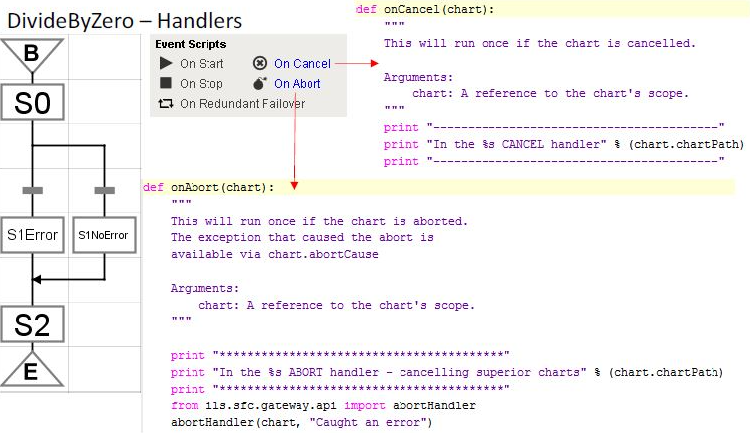 DivideByZero – Handlers
B
S0
S1Error
S1NoError
S2
E
Event Scripts
On Start
On Cancel
On Stop
On Abort
On Redundant Failover
def onCancel(chart):
"""
This will run once if the chart is cancelled.
Arguments:
chart: A reference to the chart's scope.
"""
print "-----------------------------------------"
print "In the %s CANCEL handler" % (chart.chartPath)
print "-----------------------------------------"
def onAbort(chart):
"""
This will run once if the chart is aborted.
The exception that caused the abort is
available via chart.abortCause
Arguments:
chart: A reference to the chart's scope.
"""
print "*****************************************"
print "In the %s ABORT handler - cancelling superior charts" % (chart.chartPath)
print "*****************************************"
from ils.sfc.gateway.api import abortHandler
abortHandler(chart, "Caught an error")